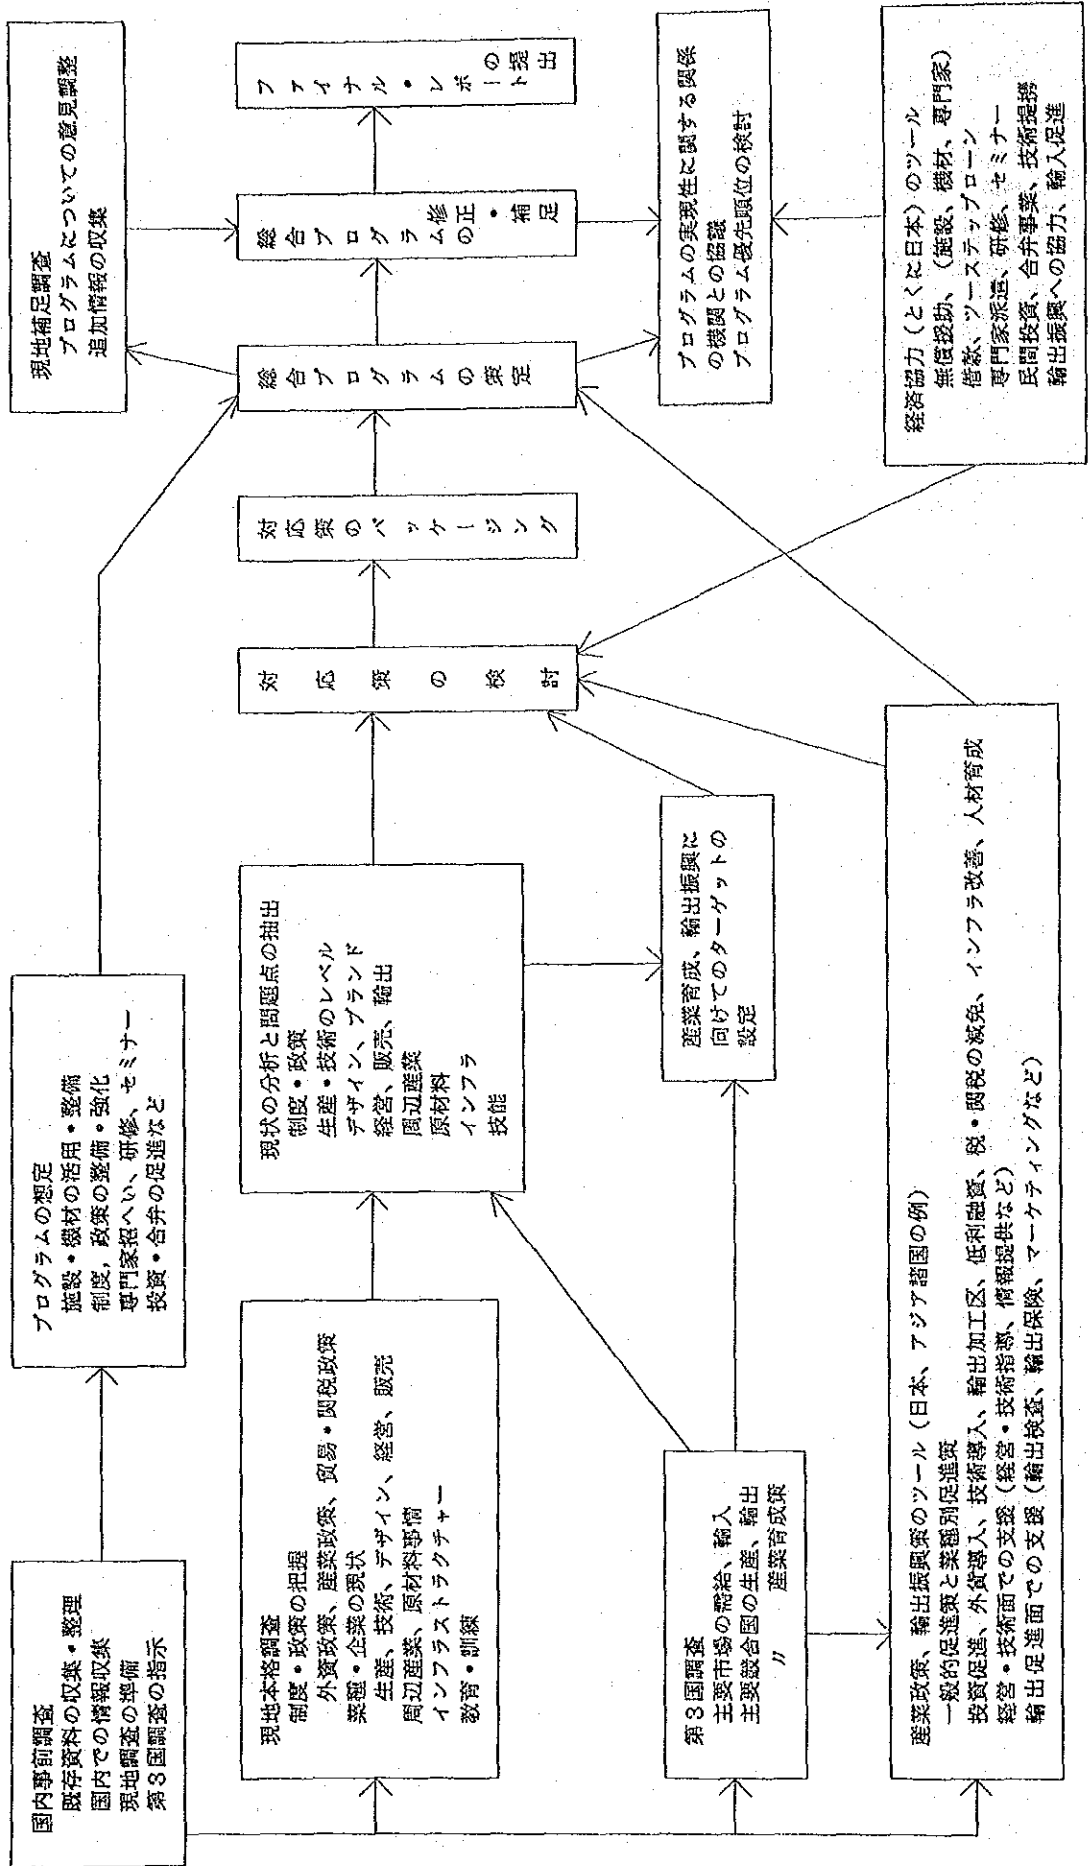 国内事前調査
既存資料の収集・整理
国内での情報収集
現地調査の準備
第3国調査の指示
プログラムの想定
施設・機材の活用・整備
制度，政策の整備・強化
専門家招へい、研修、セミナー
投資・合弁の促進など
現地補足調査
プログラムについての意見調整
追加情報の収集
現地本格調査
制度・政策の把握
外資政策、産業政策、貿易・関税政策
業種・企業の現状
生産、技術、デザイン、経営、販売
周辺産業、原材料事情
インフラストラクチャー
教育・訓練
現状の分析と問題点の抽出
制度・政策
生産・技術のレベル
デザイン、ブランド
経営、販売、輸出
周辺産業
原材料
インフラ
技能
対応策の検討
対応策のパッケージング
総合プログラムの策定
総合プログラムの修正・補足
ファイナル・レポートの提出
第3国調査
主要市場の需給、輸入
主要競合国の生産、輸出
〃 産業育成策
産業育成、輸出振興に
向けてのターゲットの
設定
プログラムの実現性に関する関係
の機関との協議
プログラム優先順位の検討
産業政策、輸出振興策のツール（日本、アジア諸国の例）
一般的促進策と業種別促進策
投資促進、外資導入、技術導入、輸出加工区、低利融資、税・関税の減免、インフラ改善、人材育成
経営・技術面での支援（経営・技術指導、情報提供など）
輸出促進面での支援（輸出検査、輸出保険、マーケティングなど）
経済協力（とくに日本）のツール
無償援助、（施設、機材、専門家）
借款、ツーステップローン
専門家派遣、研修、セミナー
民間投資、合弁事業、技術提携
輸出振興への協力、輸入促進